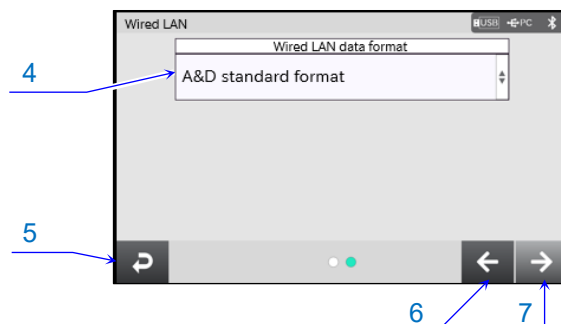 Wired LAN
USB PC
Wired LAN data format
4
A&D standard format
5
6 7